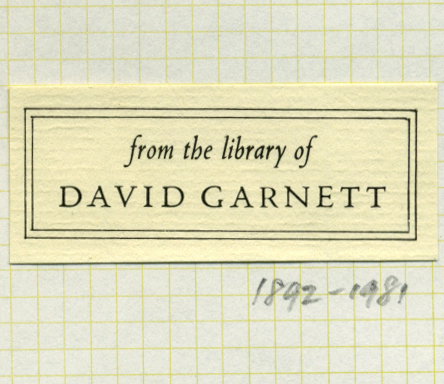 from the library of
DAVID GARNETT
1892-1981